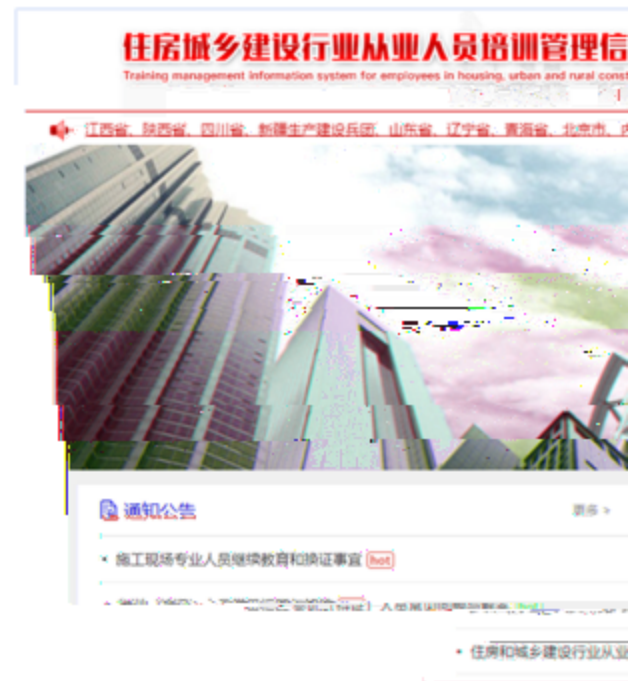 住房城乡建设行业从业人员培训管理信
Training management information system for employees in housing, urban and rural const
江西省、陕西省、四川省、新疆生产建设兵团、山东省、辽宁省、青海省、北京市、
通知公告
更多 >
施工现场专业人员继续教育和换证事宜 hot
住房和城乡建设行业从业